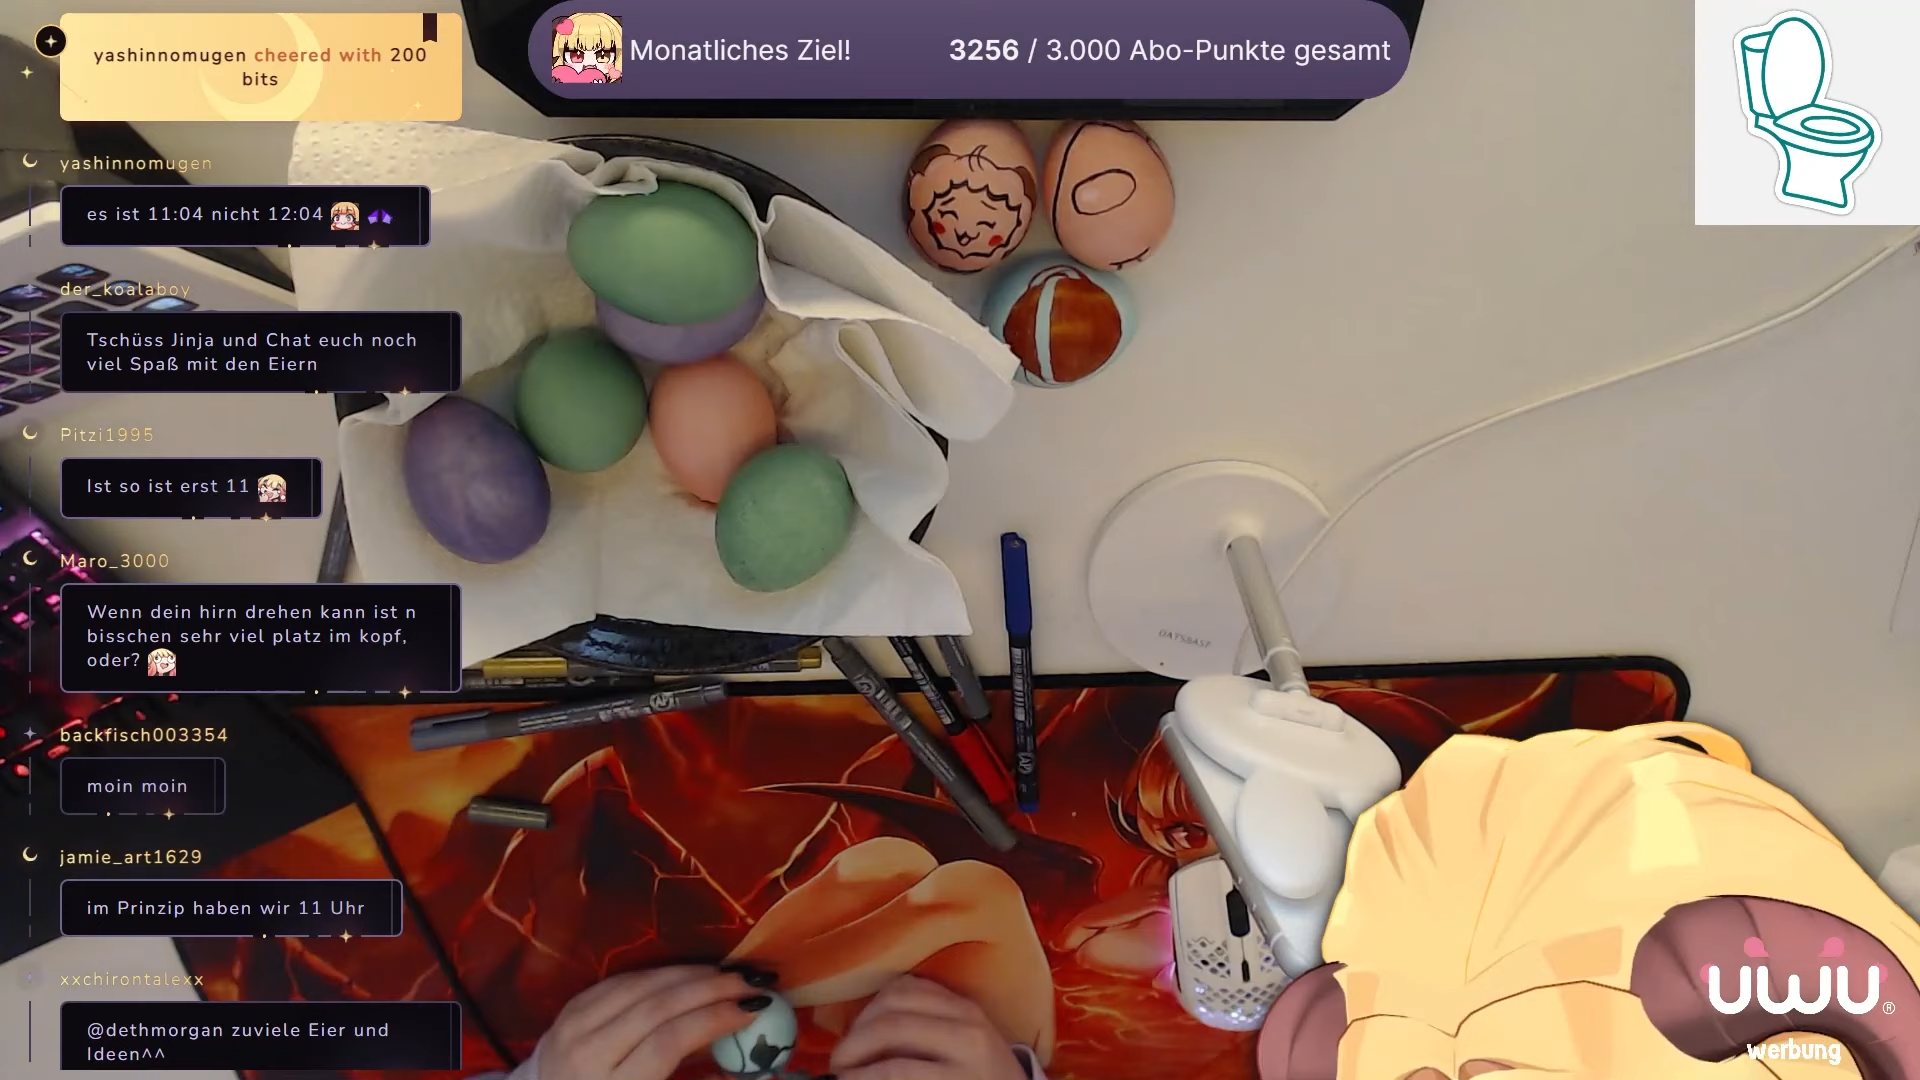 yashinnomugen cheered with 200
bits
Monatliches Ziel!
3256 / 3.000 Abo-Punkte gesamt
yashinnomugen
es ist 11:04 nicht 12:04
der_koalaboy
Tschüss Jinja und Chat euch noch
viel Spaß mit den Eiern
Pitzi1995
Ist so ist erst 11
Maro_3000
Wenn dein hirn drehen kann ist n
bisschen sehr viel platz im kopf,
oder?
backfisch003354
moin moin
jamie_art1629
im Prinzip haben wir 11 Uhr
xxchirontalexx
@dethmorgan zuviele Eier und
Ideen^^
UWU®
werbung